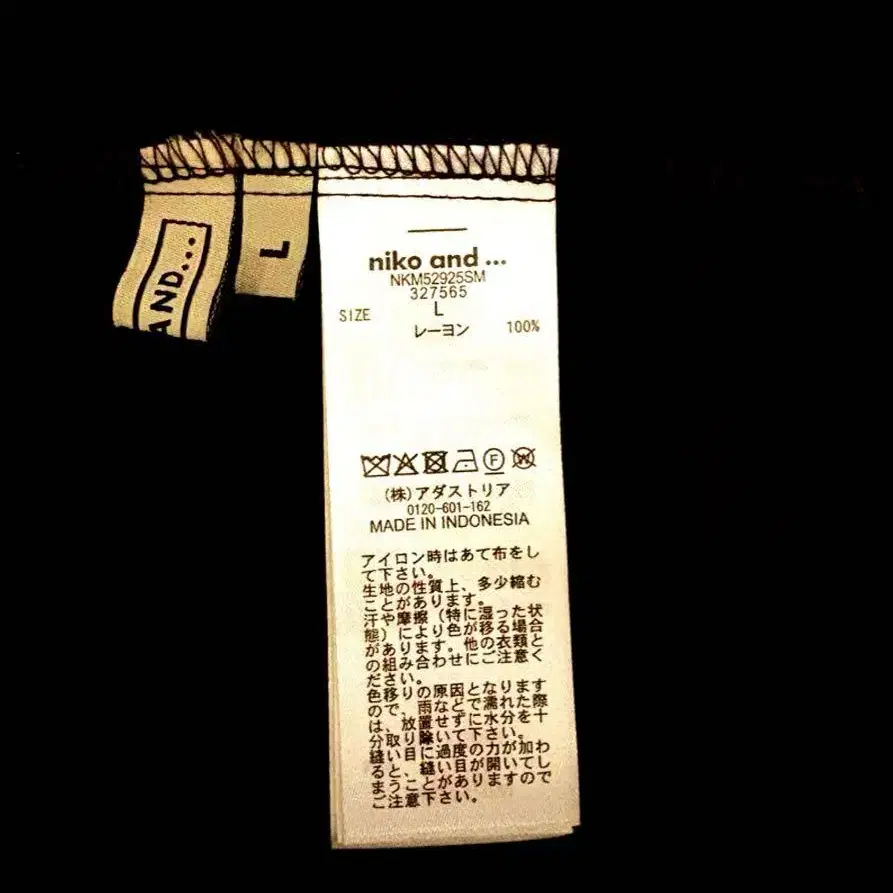 AND...
L
niko and ...
NKM52925SM
327565
SIZE L
レーヨン 100%
F
W
(株)アダストリア
0120-601-162
MADE IN INDONESIA
アイロン時はあて布をし
て下さい。
生地の性質上、多少縮む
ことがあります。
汗や摩擦（特に湿った状
態）により色が移る場合
があります。他の衣類と
の組み合わせにご注意く
ださい。
色移りの原因となります
ので、雨などで濡れた際
は、放置せずに水分を十
分取り除いて下さい。
縫い目に過度の力が加わ
ると、縫い目が開いてし
まうことがありますので
ご注意下さい。